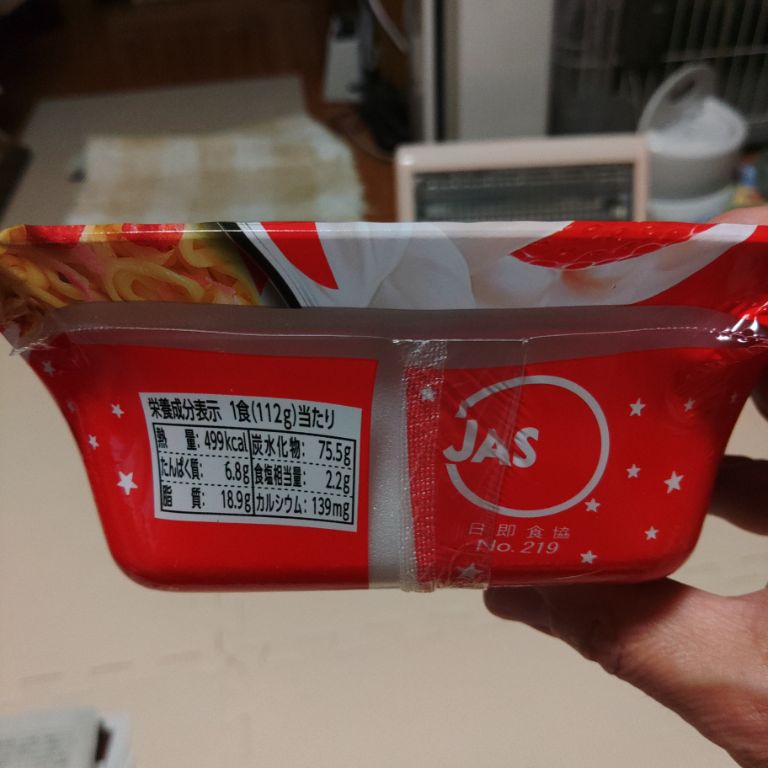 栄養成分表示 1食(112g)当たり
熱 量: 499kcal 炭水化物: 75.5g
たんぱく質: 6.8g 食塩相当量: 2.2g
脂 質: 18.9g カルシウム: 139mg
JAS
日即食協
No. 219